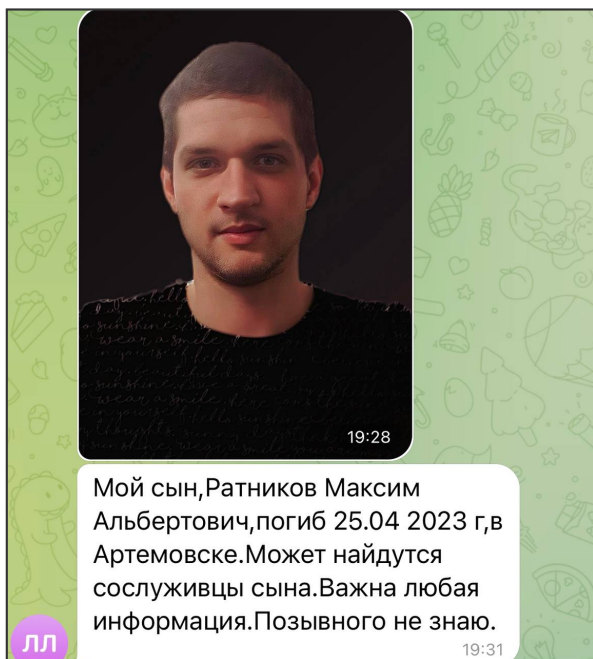 19:28
Мой сын,Ратников Максим
Альбертович,погиб 25.04 2023 г,в
Артемовске.Может найдутся
сослуживцы сына.Важна любая
информация.Позывного не знаю.
19:31
ЛЛ